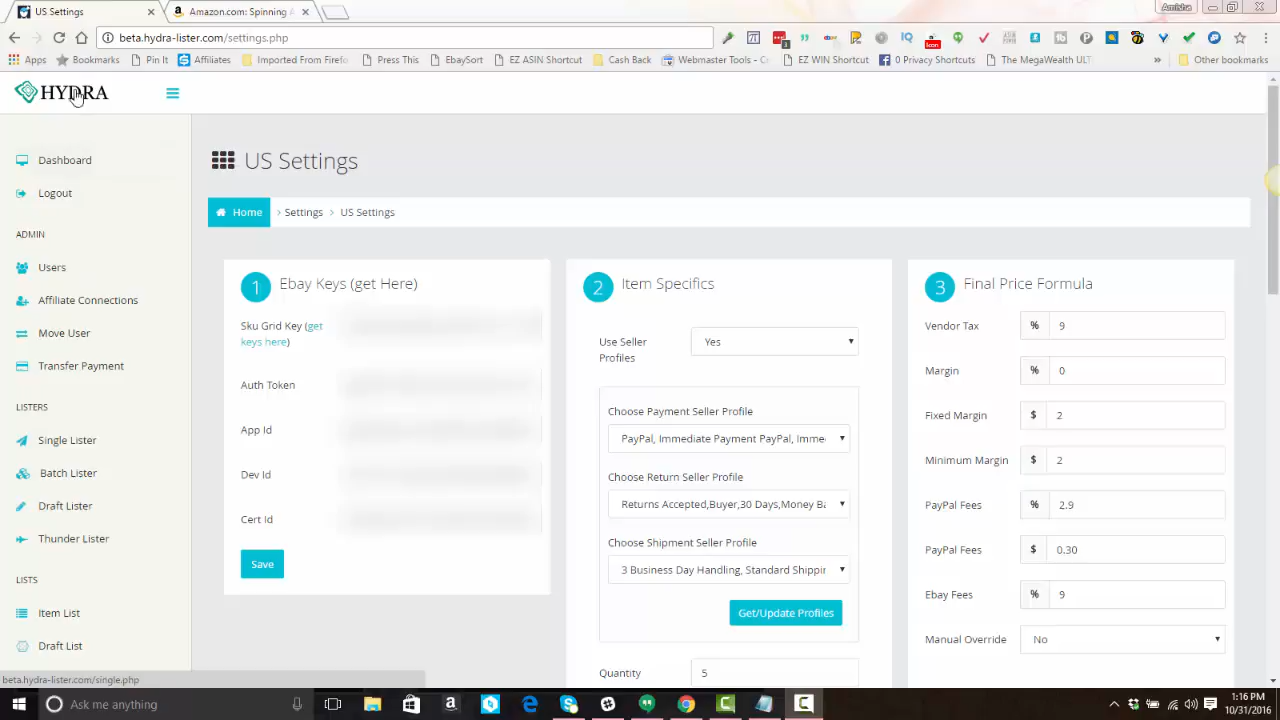 US Settings
Amazon.com: Spinning A
beta.hydra-lister.com/settings.php
Apps
Bookmarks
Pin It
Affiliates
Imported From Firefo
Press This
EbaySort
EZ ASIN Shortcut
Cash Back
Webmaster Tools - Co
EZ WIN Shortcut
0 Privacy Shortcuts
The MegaWealth ULT
»
Other bookmarks
HYDRA
Dashboard
Logout
ADMIN
Users
Affiliate Connections
Move User
Transfer Payment
LISTERS
Single Lister
Batch Lister
Draft Lister
Thunder Lister
LISTS
Item List
Draft List
beta.hydra-lister.com/single.php
US Settings
Home > Settings > US Settings
1 Ebay Keys (get Here)
Sku Grid Key (get
keys here)
Auth Token
App Id
Dev Id
Cert Id
Save
2 Item Specifics
Use Seller
Profiles
Yes
Choose Payment Seller Profile
PayPal, Immediate Payment PayPal, Imme
Choose Return Seller Profile
Returns Accepted,Buyer,30 Days,Money Ba
Choose Shipment Seller Profile
3 Business Day Handling, Standard Shippin
Get/Update Profiles
Quantity 5
3 Final Price Formula
Vendor Tax % 9
Margin % 0
Fixed Margin $ 2
Minimum Margin $ 2
PayPal Fees % 2.9
PayPal Fees $ 0.30
Ebay Fees % 9
Manual Override No
Ask me anything
1:16 PM
10/31/2016